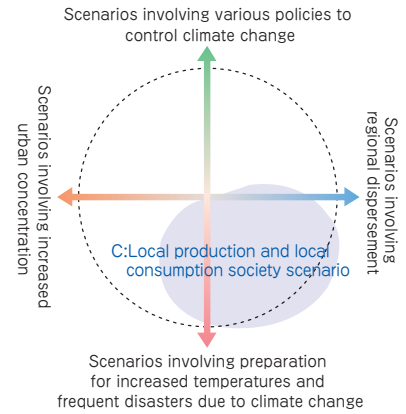 Scenarios involving various policies to
control climate change
Scenarios involving increased
urban concentration
Scenarios involving
regional dispersement
C:Local production and local
consumption society scenario
Scenarios involving preparation
for increased temperatures and
frequent disasters due to climate change